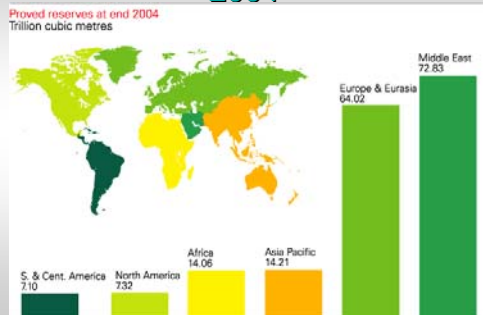 2004
Proved reserves at end 2004
Trillion cubic metres
Middle East
72.83
Europe & Eurasia
64.02
Africa
14.06
Asia Pacific
14.21
S. & Cent. America
7.10
North America
7.32